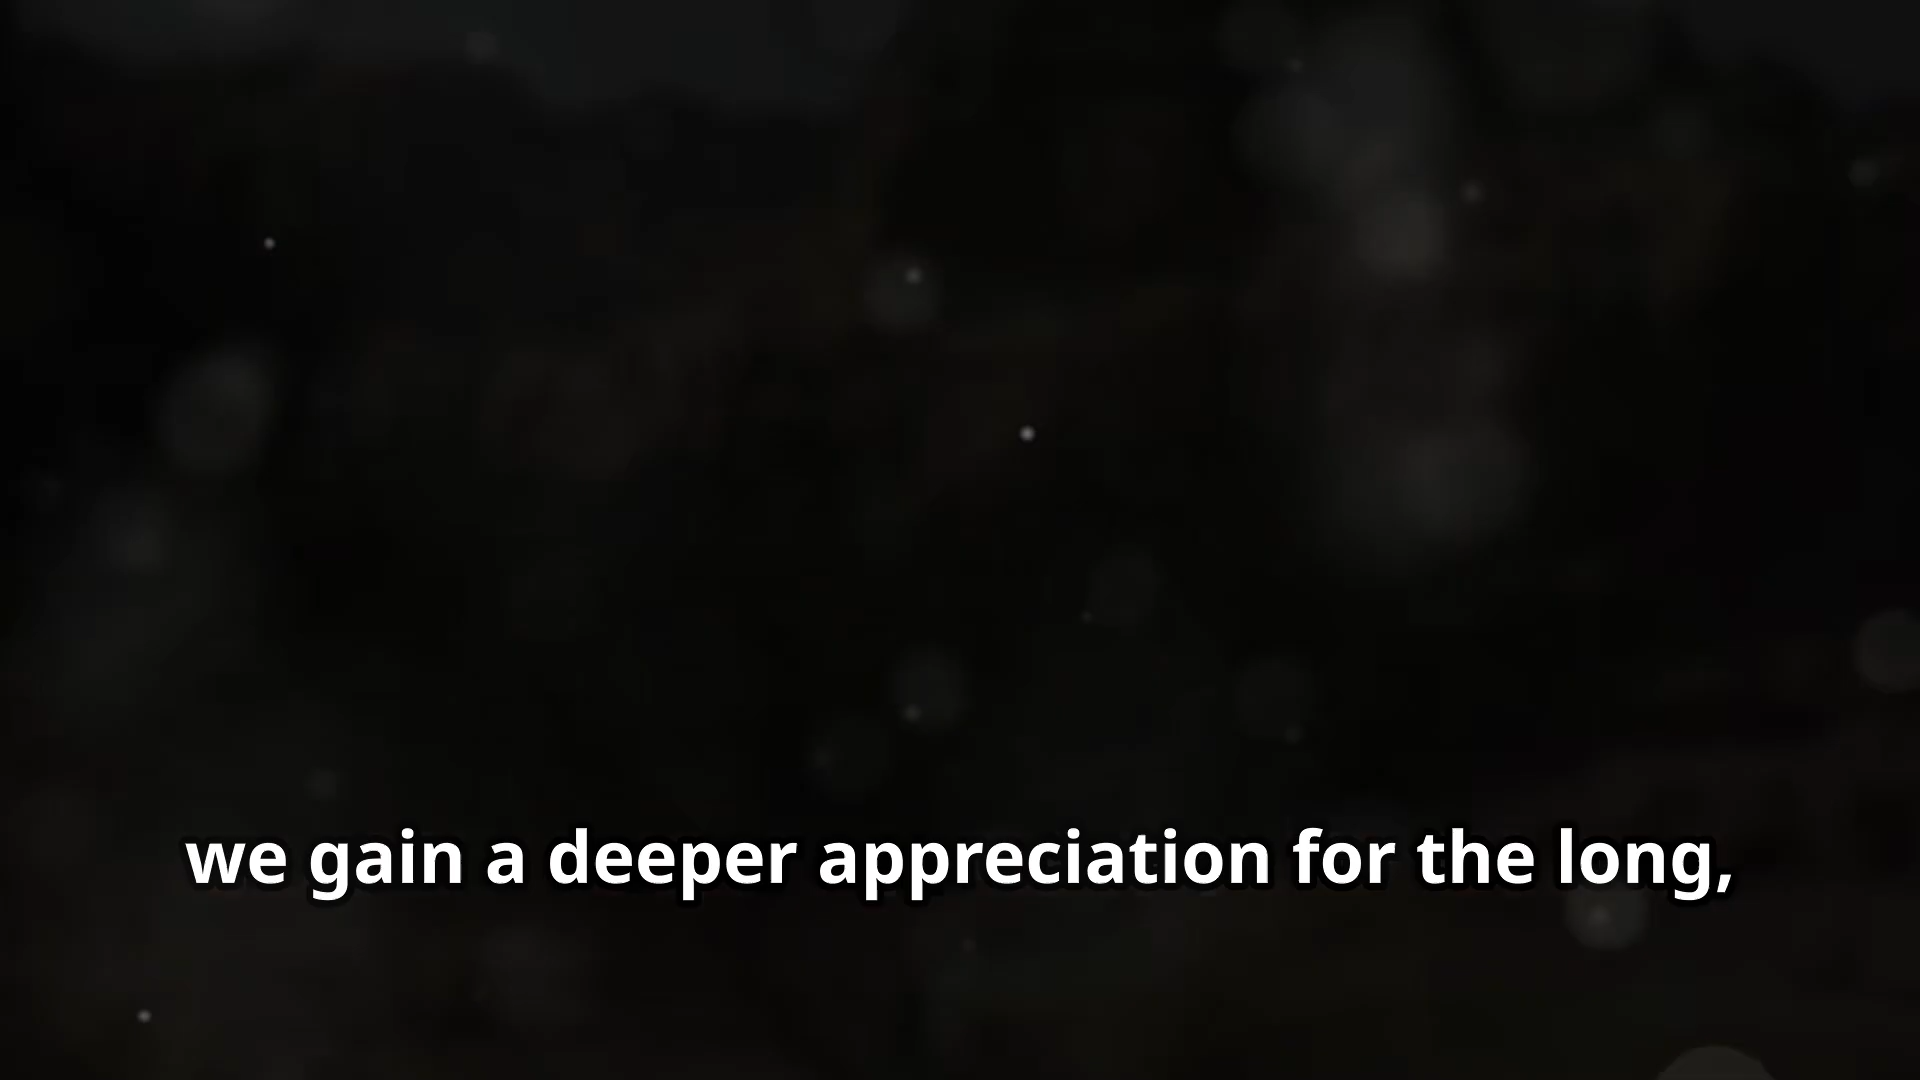 we gain a deeper appreciation for the long,